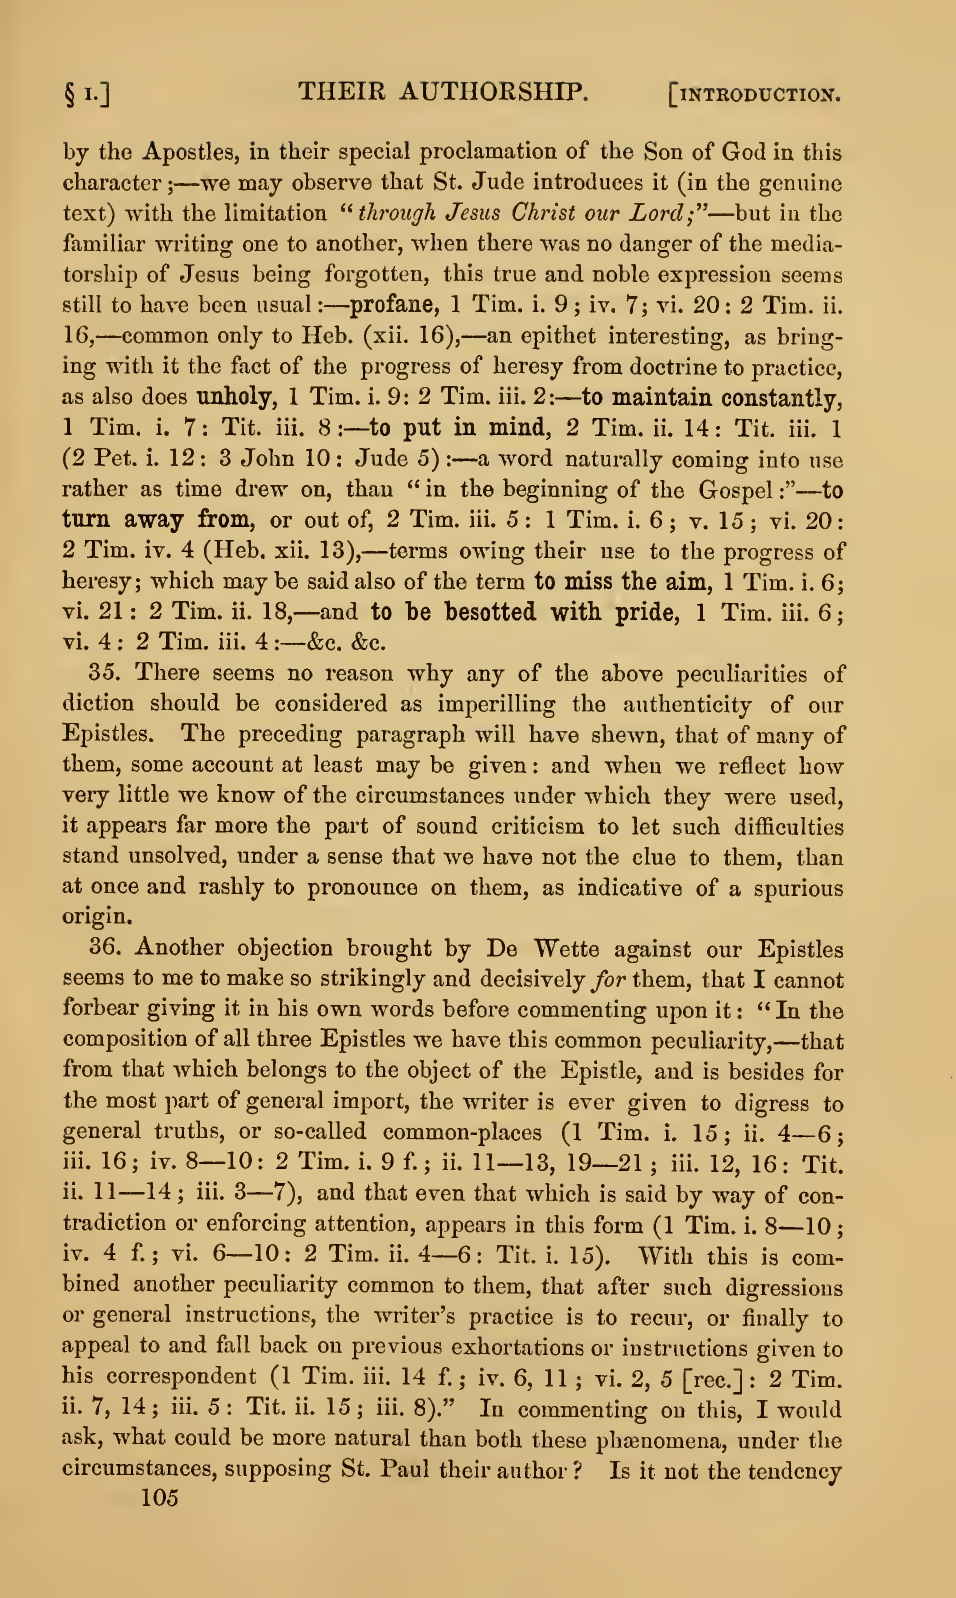 § I.] THEIR AUTHORSHIP. [INTRODUCTION.
by the Apostles, in their special proclamation of the Son of God in this
character ;—we may observe that St. Jude introduces it (in the genuine
text) with the limitation “ through Jesus Christ our Lord ;”—but in the
familiar writing one to another, when there was no danger of the media-
torship of Jesus being forgotten, this true and noble expression seems
still to have been usual :—profane, 1 Tim. i. 9 ; iv. 7; vi. 20 : 2 Tim. ii.
16,—common only to Heb. (xii. 16),—an epithet interesting, as bring-
ing with it the fact of the progress of heresy from doctrine to practice,
as also does unholy, 1 Tim. i. 9: 2 Tim. iii. 2:—to maintain constantly,
1 Tim. i. 7 : Tit. iii. 8 :—to put in mind, 2 Tim. ii. 14 : Tit. iii. 1
(2 Pet. i. 12 : 3 John 10 : Jude 5) :—a word naturally coming into use
rather as time drew on, than “ in the beginning of the Gospel :”—to
turn away from, or out of, 2 Tim. iii. 5 : 1 Tim. i. 6 ; v. 15 ; vi. 20 :
2 Tim. iv. 4 (Heb. xii. 13),—terms owing their use to the progress of
heresy; which may be said also of the term to miss the aim, 1 Tim. i. 6;
vi. 21 : 2 Tim. ii. 18,—and to be besotted with pride, 1 Tim. iii. 6 ;
vi. 4 : 2 Tim. iii. 4 :—&c. &c.
35. There seems no reason why any of the above peculiarities of
diction should be considered as imperilling the authenticity of our
Epistles. The preceding paragraph will have shewn, that of many of
them, some account at least may be given : and when we reflect how
very little we know of the circumstances under which they were used,
it appears far more the part of sound criticism to let such difficulties
stand unsolved, under a sense that we have not the clue to them, than
at once and rashly to pronounce on them, as indicative of a spurious
origin.
36. Another objection brought by De Wette against our Epistles
seems to me to make so strikingly and decisively for them, that I cannot
forbear giving it in his own words before commenting upon it : “ In the
composition of all three Epistles we have this common peculiarity,—that
from that which belongs to the object of the Epistle, and is besides for
the most part of general import, the writer is ever given to digress to
general truths, or so-called common-places (1 Tim. i. 15 ; ii. 4—6 ;
iii. 16; iv. 8—10 : 2 Tim. i. 9 f. ; ii. 11—13, 19—21 ; iii. 12, 16 : Tit.
ii. 11—14 ; iii. 3—7), and that even that which is said by way of con-
tradiction or enforcing attention, appears in this form (1 Tim. i. 8—10 ;
iv. 4 f. ; vi. 6—10 : 2 Tim. ii. 4—6 : Tit. i. 15). With this is com-
bined another peculiarity common to them, that after such digressions
or general instructions, the writer’s practice is to recur, or finally to
appeal to and fall back on previous exhortations or instructions given to
his correspondent (1 Tim. iii. 14 f. ; iv. 6, 11 ; vi. 2, 5 [rec.] : 2 Tim.
ii. 7, 14 ; iii. 5 : Tit. ii. 15 ; iii. 8).” In commenting on this, I would
ask, what could be more natural than both these phænomena, under the
circumstances, supposing St. Paul their author ? Is it not the tendency
105